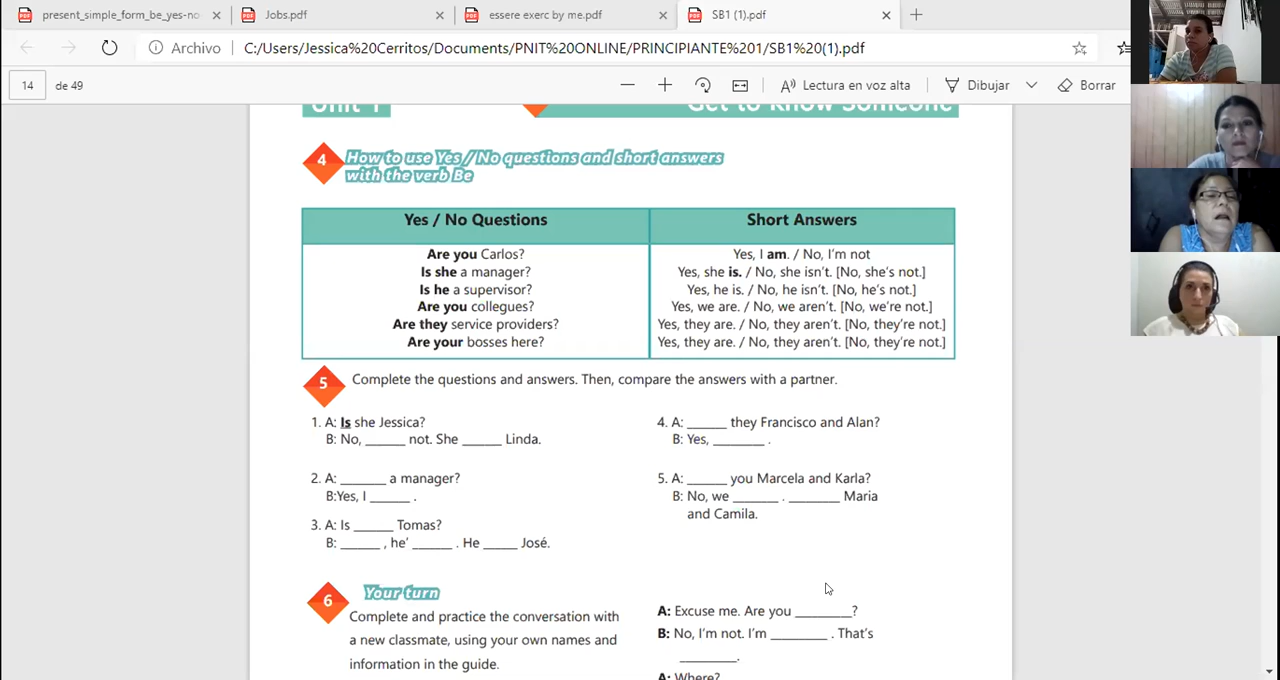 present_simple_form_be_yes-no
Jobs.pdf
essere exerc by me.pdf
SB1 (1).pdf
Archivo
C:/Users/Jessica%20Cerritos/Documents/PNIT%20ONLINE/PRINCIPIANTE%201/SB1%20(1).pdf
14
de 49
Lectura en voz alta
Dibujar
Borrar
Unit 1
Get to Know Someone
4
How to use Yes / No questions and short answers
with the verb Be
Yes / No Questions
Short Answers
Are you Carlos?
Yes, I am. / No, I'm not
Is she a manager?
Yes, she is. / No, she isn't. [No, she's not.]
Is he a supervisor?
Yes, he is. / No, he isn't. [No, he's not.]
Are you collegues?
Yes, we are. / No, we aren't. [No, we're not.]
Are they service providers?
Yes, they are. / No, they aren't. [No, they're not.]
Are your bosses here?
Yes, they are. / No, they aren't. [No, they're not.]
5
Complete the questions and answers. Then, compare the answers with a partner.
1. A: Is she Jessica?
B: No, ______ not. She ______ Linda.
2. A: _______ a manager?
B:Yes, I ______ .
3. A: Is ______ Tomas?
B: ______ , he' ______ . He _____ José.
4. A: ______ they Francisco and Alan?
B: Yes, ________ .
5. A: ______ you Marcela and Karla?
B: No, we _______ . ________ Maria
and Camila.
6
Your turn
Complete and practice the conversation with
a new classmate, using your own names and
information in the guide.
A: Excuse me. Are you _________?
B: No, I'm not. I'm _________ . That's
_________.
A: Where?